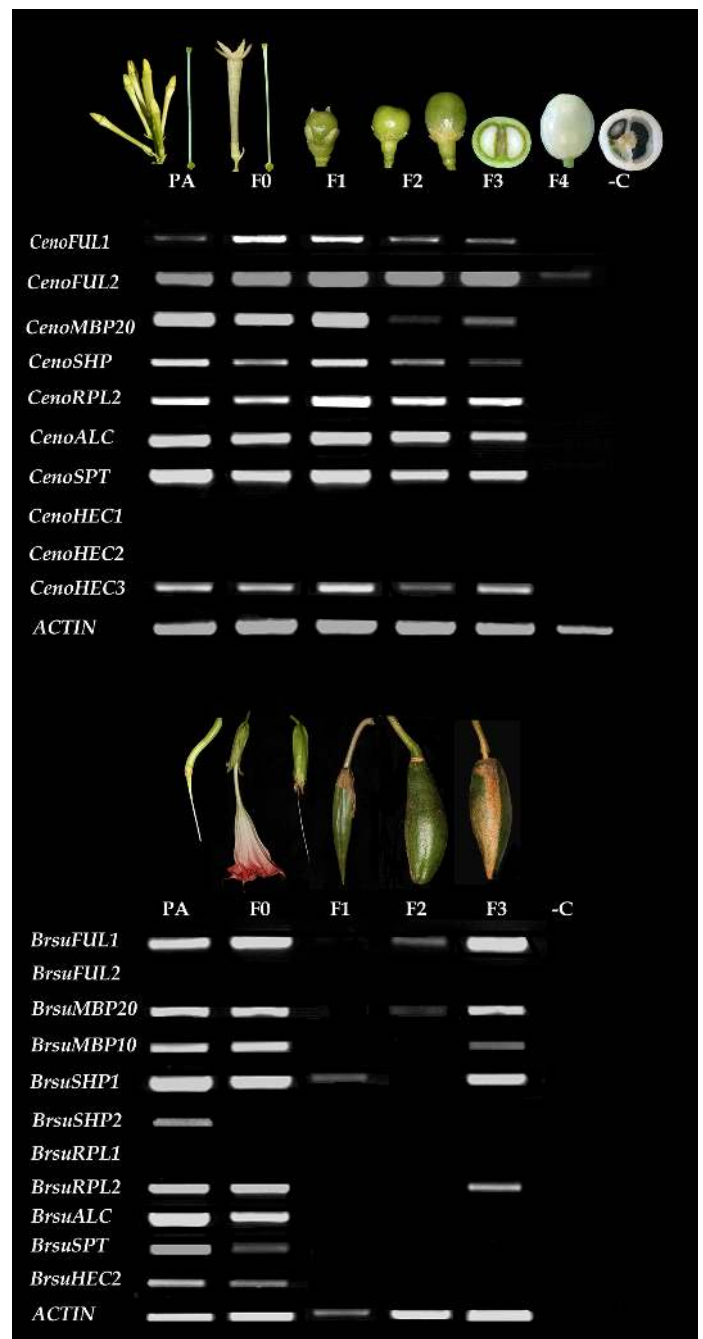 PA F0 F1 F2 F3 F4 -C
CenoFUL1
CenoFUL2
CenoMBP20
CenoSHP
CenoRPL2
CenoALC
CenoSPT
CenoHEC1
CenoHEC2
CenoHEC3
ACTIN
PA F0 F1 F2 F3 -C
BrsuFUL1
BrsuFUL2
BrsuMBP20
BrsuMBP10
BrsuSHP1
BrsuSHP2
BrsuRPL1
BrsuRPL2
BrsuALC
BrsuSPT
BrsuHEC2
ACTIN